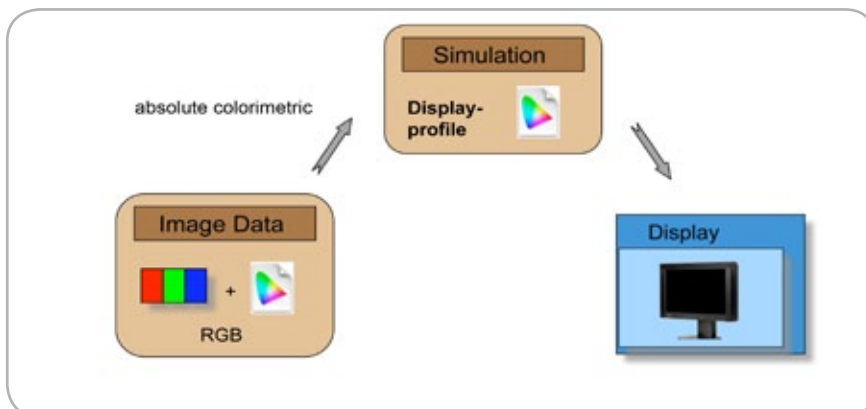 Simulation
absolute colorimetric
Display-
profile
Image Data
+
RGB
Display